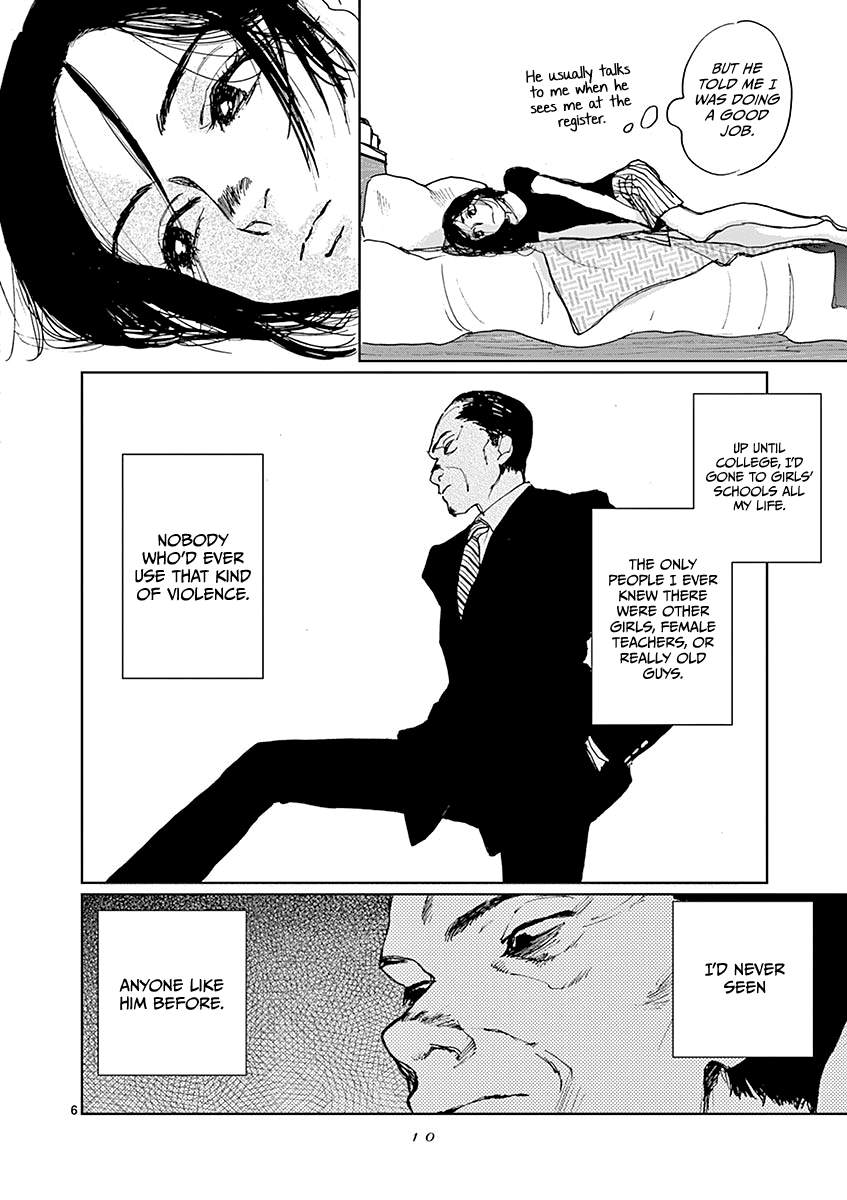 BUT HE
TOLD ME I
WAS DOING
A GOOD
JOB.
He usually talks
to me when he
sees me at the
register.
UP UNTIL
COLLEGE, I'D
GONE TO GIRLS'
SCHOOLS ALL
MY LIFE.
THE ONLY
PEOPLE I EVER
KNEW THERE
WERE OTHER
GIRLS, FEMALE
TEACHERS, OR
REALLY OLD
GUYS.
NOBODY
WHO'D EVER
USE THAT KIND
OF VIOLENCE.
I'D NEVER
SEEN
ANYONE LIKE
HIM BEFORE.
6
10